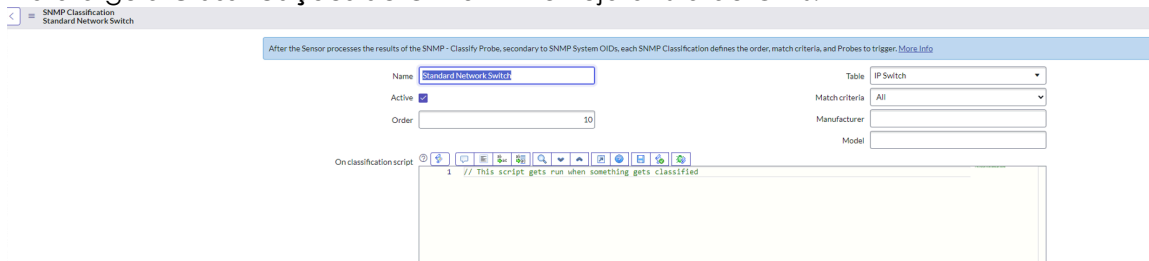 SNMP Classification
Standard Network Switch
After the Sensor processes the results of the SNMP - Classify Probe, secondary to SNMP System OIDs, each SNMP Classification defines the order, match criteria, and Probes to trigger. More Info
Name Standard Network Switch
Table IP Switch
Active
Match criteria All
Order 10
Manufacturer
Model
On classification script
1 // This script gets run when something gets classified